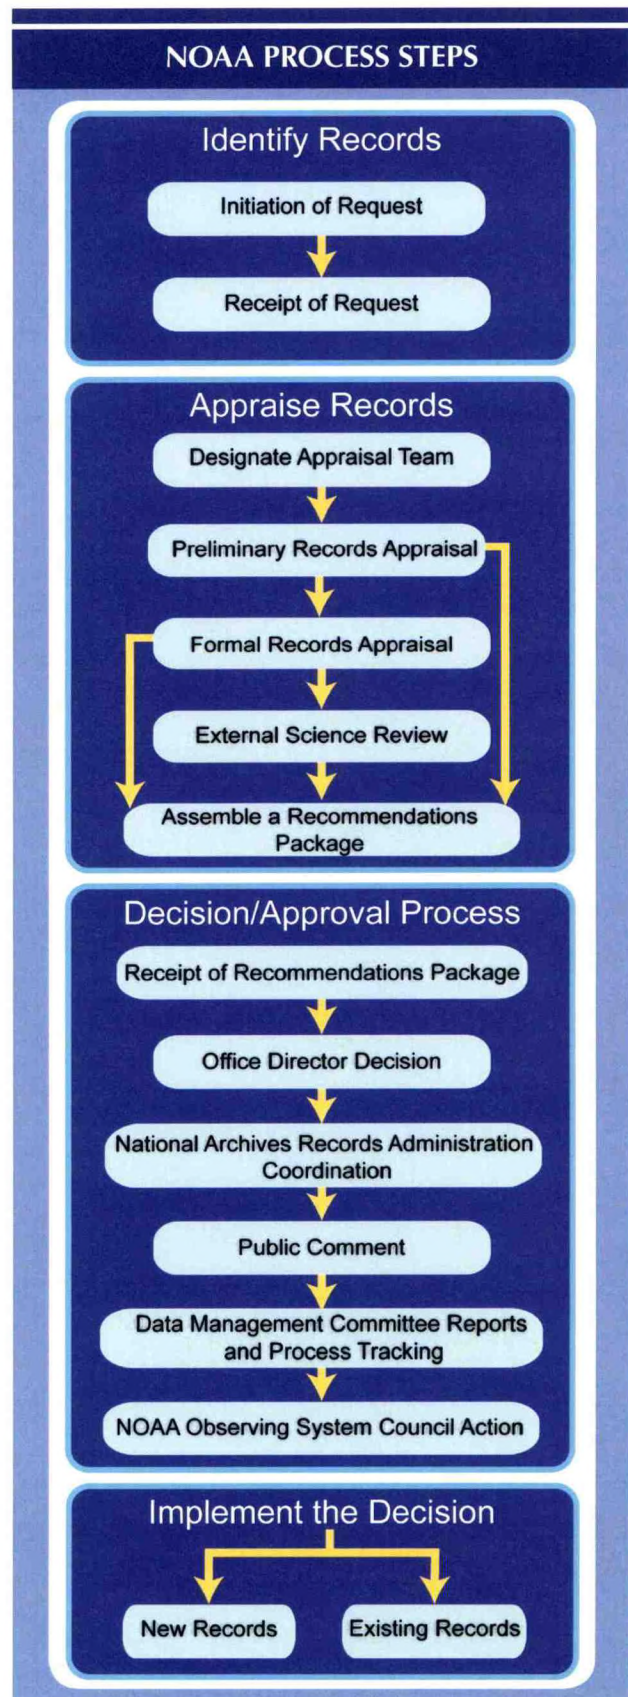 NOAA PROCESS STEPS
Identify Records
Initiation of Request
Receipt of Request
Appraise Records
Designate Appraisal Team
Preliminary Records Appraisal
Formal Records Appraisal
External Science Review
Assemble a Recommendations
Package
Decision/Approval Process
Receipt of Recommendations Package
Office Director Decision
National Archives Records Administration
Coordination
Public Comment
Data Management Committee Reports
and Process Tracking
NOAA Observing System Council Action
Implement the Decision
New Records
Existing Records